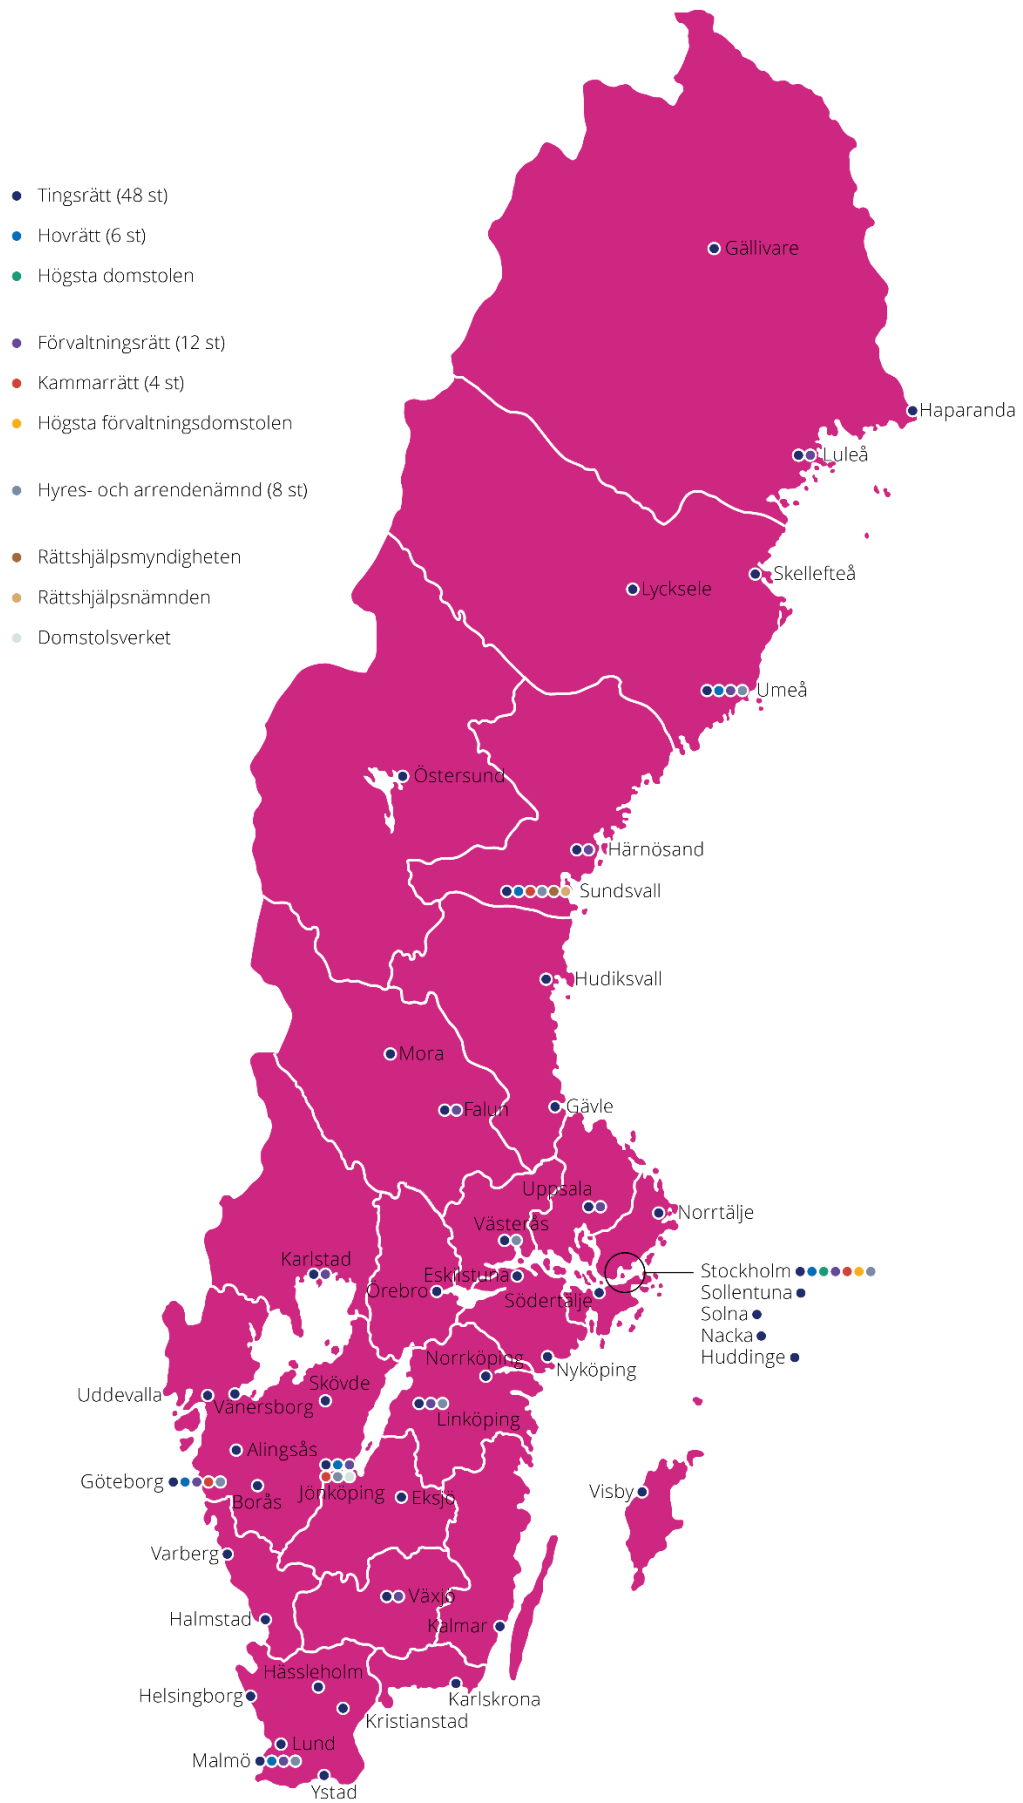 Tingsrätt (48 st)
Hovrätt (6 st)
Högsta domstolen
Förvaltningsrätt (12 st)
Kammarrätt (4 st)
Högsta förvaltningsdomstolen
Hyres- och arrendenämnd (8 st)
Rättshjälpsmyndigheten
Rättshjälpsnämnden
Domstolsverket
Gällivare
Haparanda
Luleå
Skellefteå
Lycksele
Umeå
Östersund
Härnösand
Sundsvall
Hudiksvall
Mora
Falun
Gävle
Uppsala
Norrtälje
Västerås
Karlstad
Stockholm
Eskilstuna
Örebro
Sollentuna
Södertälje
Solna
Nacka
Huddinge
Norrköping
Nyköping
Skövde
Uddevalla
Vänersborg
Linköping
Alingsås
Göteborg
Jönköping
Visby
Eksjö
Borås
Varberg
Växjö
Halmstad
Kalmar
Hässleholm
Helsingborg
Karlskrona
Kristianstad
Lund
Malmö
Ystad